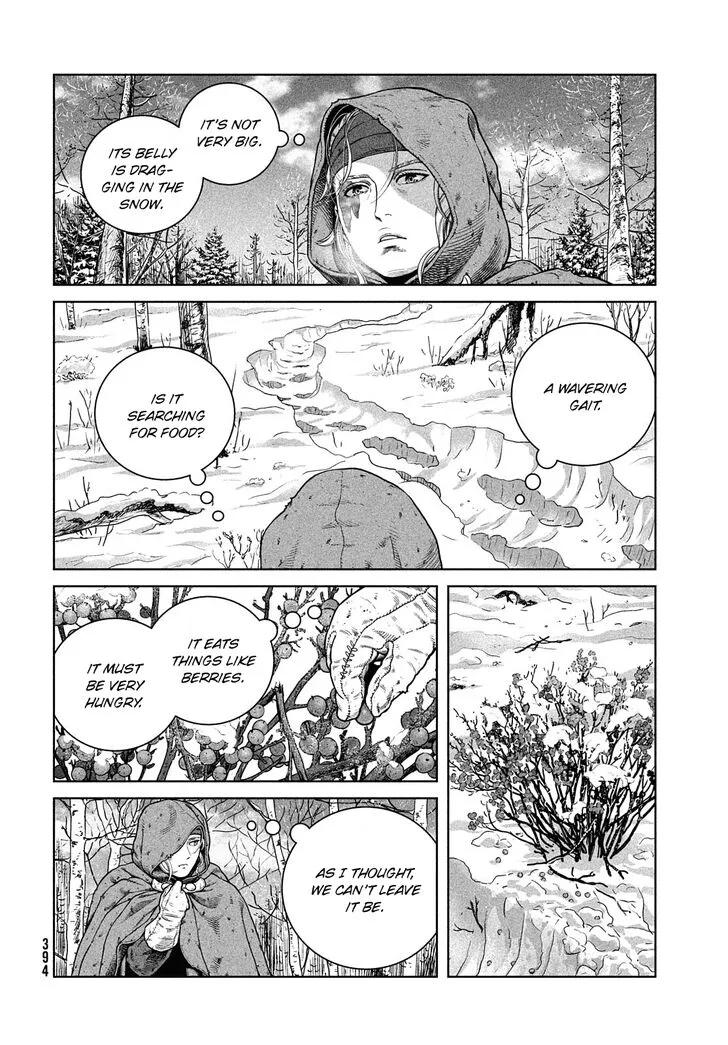 IT'S NOT
VERY BIG.
ITS BELLY
IS DRAG-
GING IN THE
SNOW.
A WAVERING
GAIT.
IS IT
SEARCHING
FOR FOOD?
IT EATS
THINGS LIKE
BERRIES.
IT MUST
BE VERY
HUNGRY.
AS I THOUGHT,
WE CAN'T LEAVE
IT BE.
394